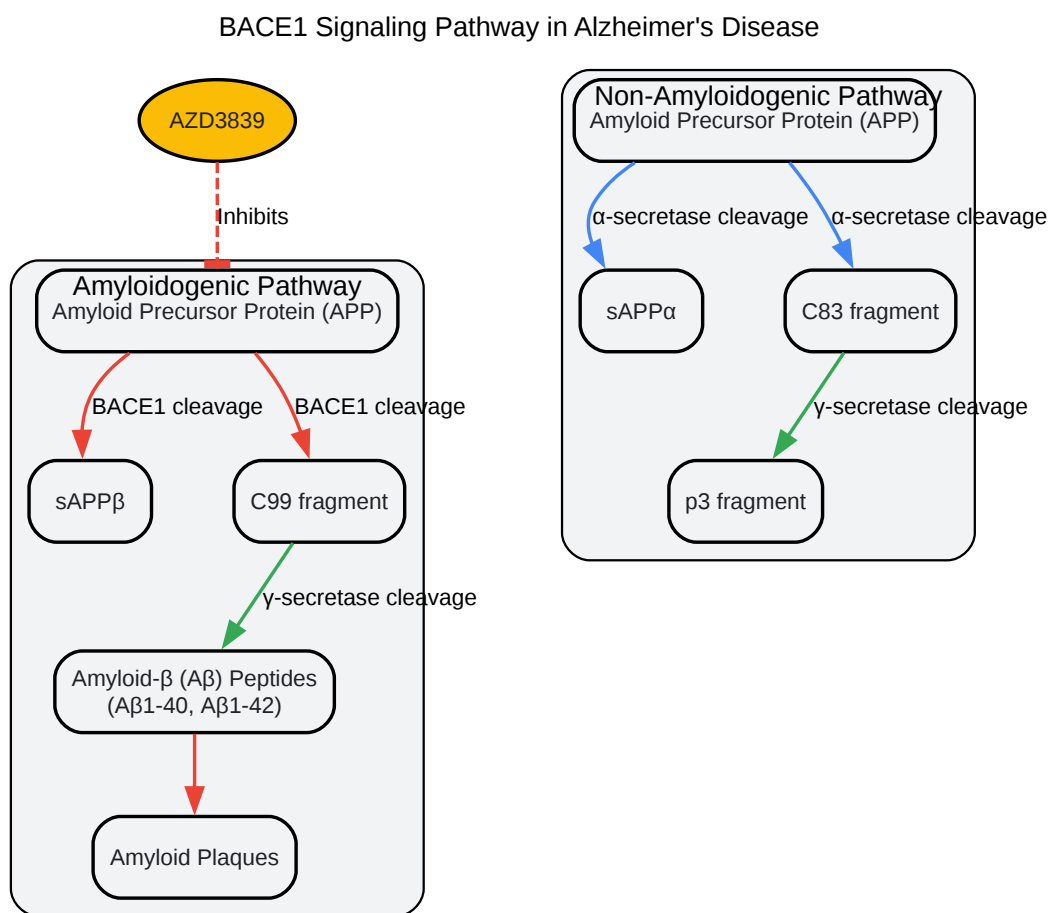 BACE1 Signaling Pathway in Alzheimer's Disease
AZD3839
Inhibits
Amyloidogenic Pathway
Amyloid Precursor Protein (APP)
BACE1 cleavage
BACE1 cleavage
sAPPβ
C99 fragment
γ-secretase cleavage
Amyloid-β (Aβ) Peptides
(Aβ1-40, Aβ1-42)
Amyloid Plaques
Non-Amyloidogenic Pathway
Amyloid Precursor Protein (APP)
α-secretase cleavage
α-secretase cleavage
sAPPα
C83 fragment
γ-secretase cleavage
p3 fragment